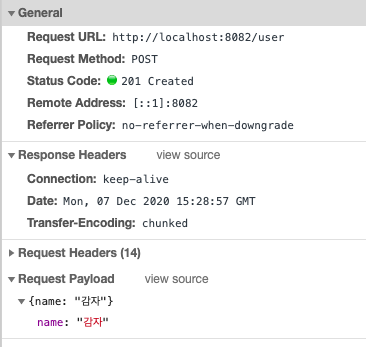 General
Request URL: http://localhost:8082/user
Request Method: POST
Status Code: 201 Created
Remote Address: [::1]:8082
Referrer Policy: no-referrer-when-downgrade
Response Headers view source
Connection: keep-alive
Date: Mon, 07 Dec 2020 15:28:57 GMT
Transfer-Encoding: chunked
Request Headers (14)
Request Payload view source
{name: "감자"}
name: "감자"